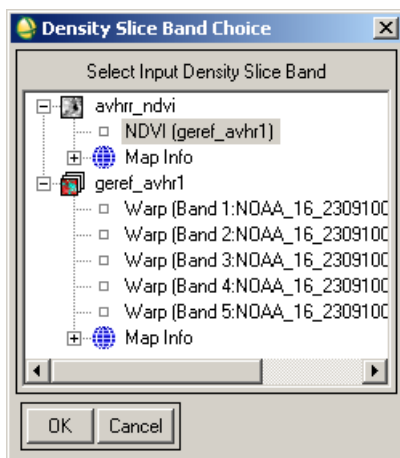 Density Slice Band Choice
Select Input Density Slice Band
avhrr_ndvi
NDVI (geref_avhr1)
Map Info
geref_avhr1
Warp (Band 1:NOAA_16_2309100
Warp (Band 2:NOAA_16_2309100
Warp (Band 3:NOAA_16_2309100
Warp (Band 4:NOAA_16_2309100
Warp (Band 5:NOAA_16_2309100
Map Info
OK Cancel